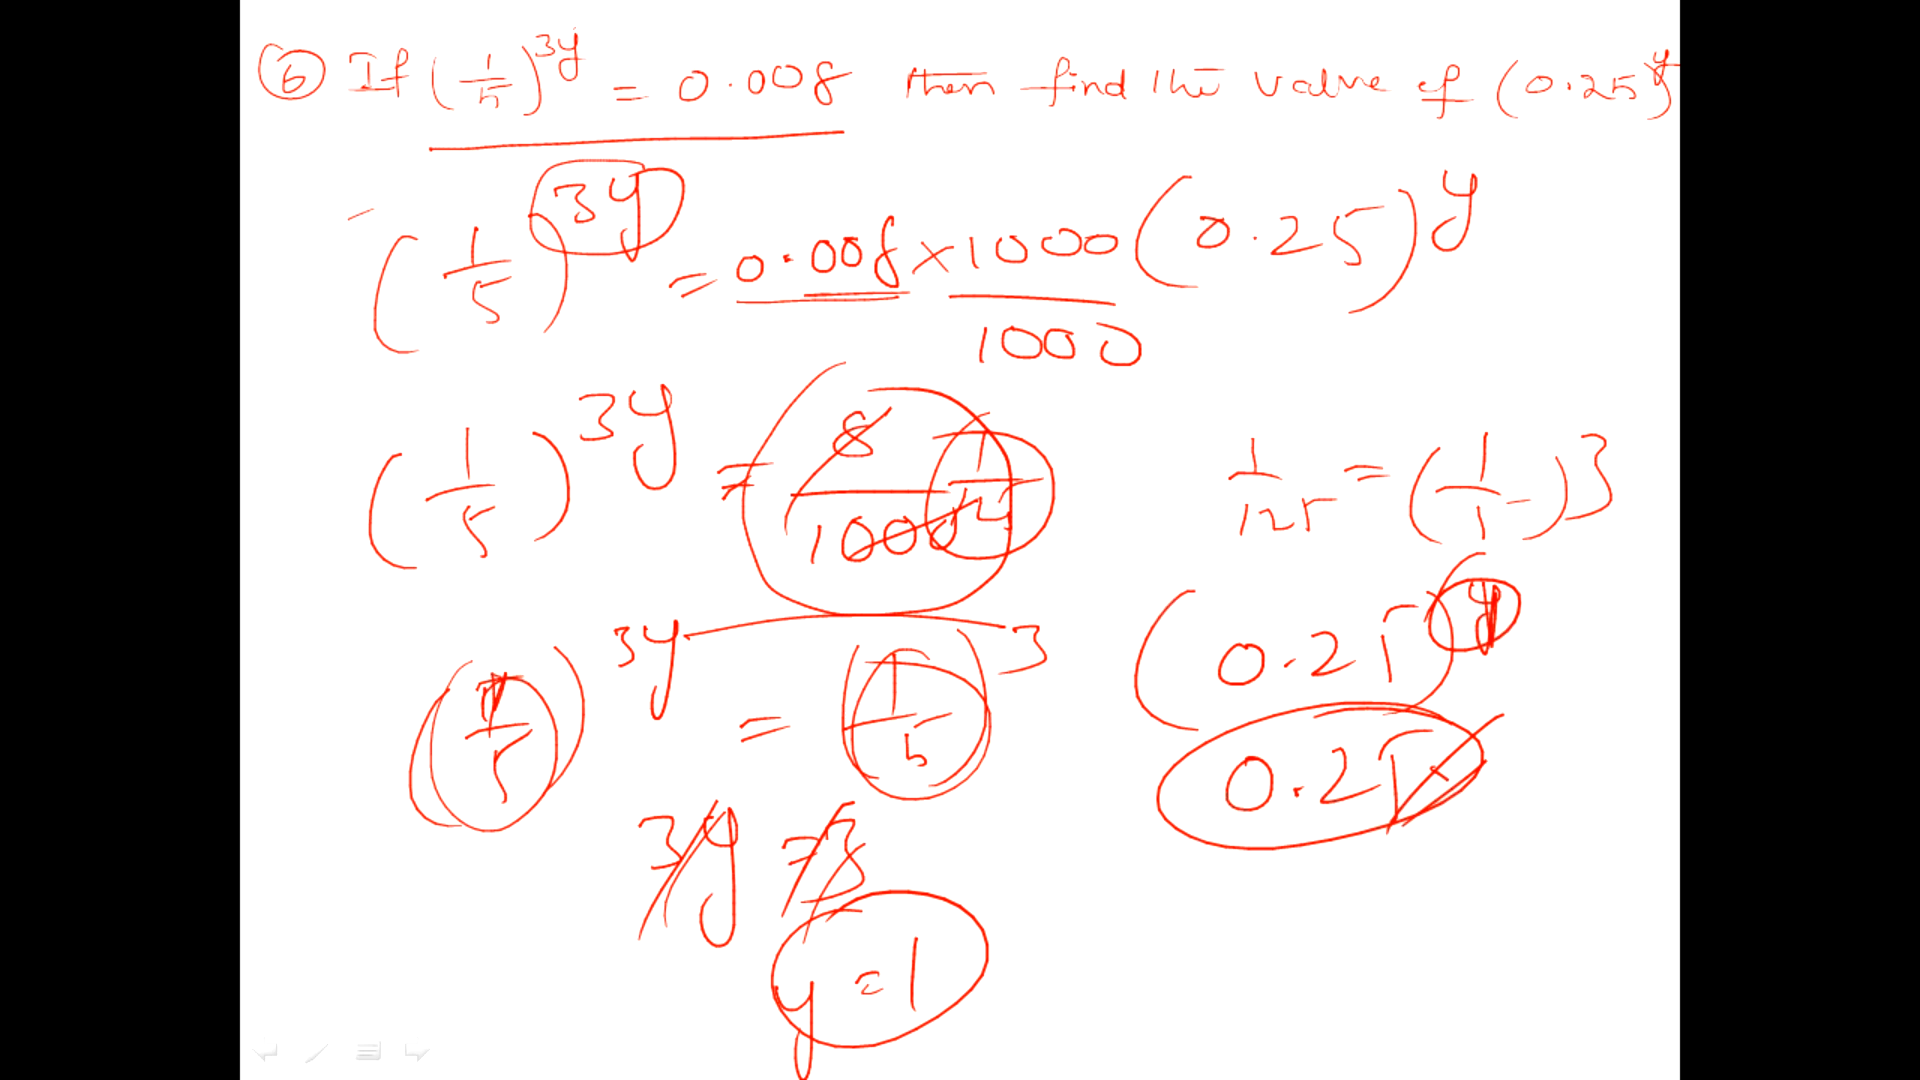 6 If (1/5)^3y = 0.008 then find the value of (0.25)^y
(1/5)^3y = 0.008 × 1000/1000 (0.25)^y
(1/5)^3y = 8/1000 1/125
1/125 = (1/5)^3
(1/5)^3y = (1/5)^3
(0.25)^y
0.25
3y = 3
y = 1